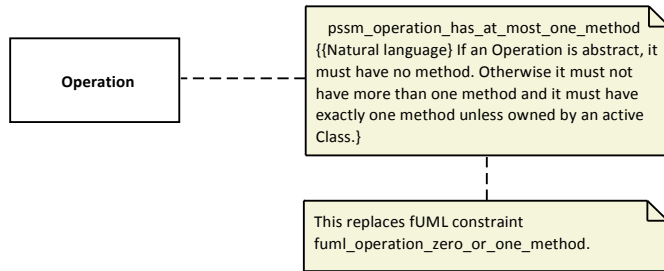 Operation
pssm_operation_has_at_most_one_method
{{Natural language} If an Operation is abstract, it
must have no method. Otherwise it must not
have more than one method and it must have
exactly one method unless owned by an active
Class.}
This replaces fUML constraint
fuml_operation_zero_or_one_method.